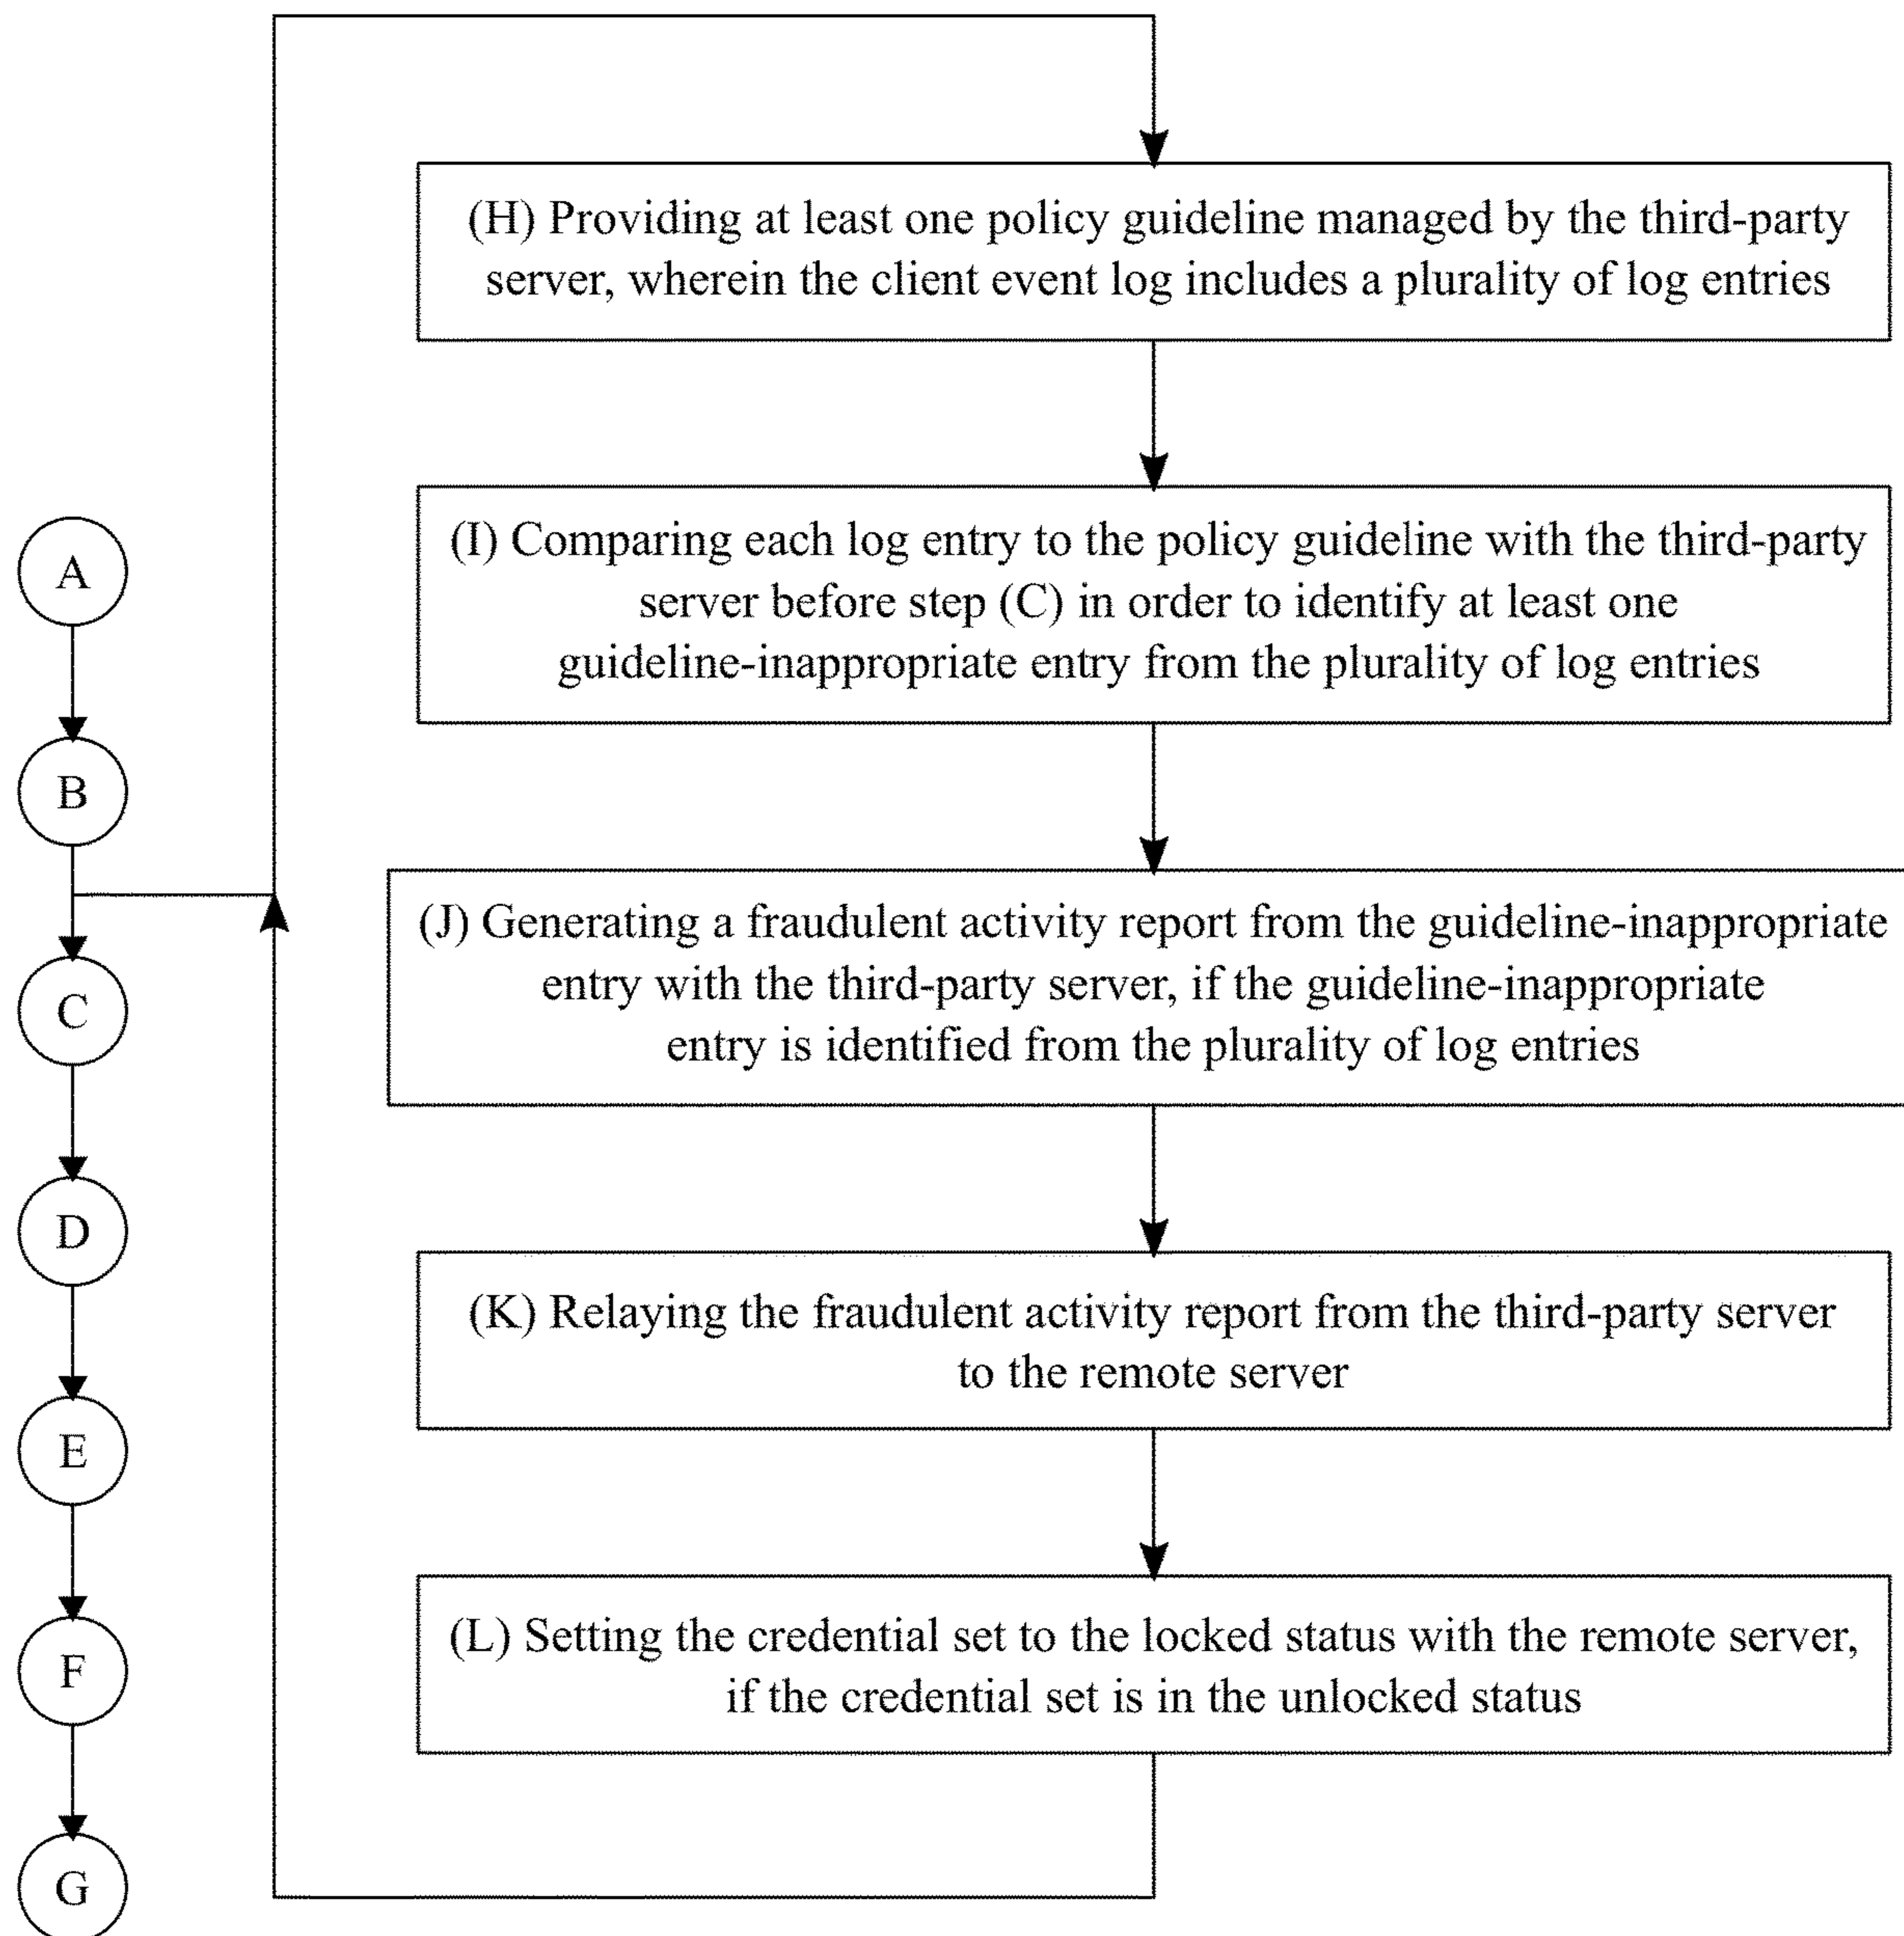 (H) Providing at least one policy guideline managed by the third-party
server, wherein the client event log includes a plurality of log entries
(I) Comparing each log entry to the policy guideline with the third-party
server before step (C) in order to identify at least one
guideline-inappropriate entry from the plurality of log entries
(J) Generating a fraudulent activity report from the guideline-inappropriate
entry with the third-party server, if the guideline-inappropriate
entry is identified from the plurality of log entries
(K) Relaying the fraudulent activity report from the third-party server
to the remote server
(L) Setting the credential set to the locked status with the remote server,
if the credential set is in the unlocked status
A
B
C
D
E
F
G